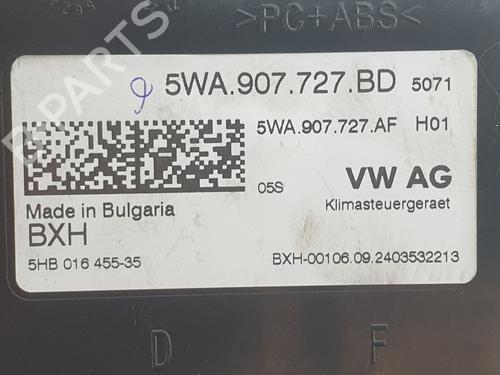 >PC+ABS<
5WA.907.727.BD 5071
5WA.907.727.AF H01
05S VW AG
Made in Bulgaria Klimasteuergeraet
BXH
5HB 016 455-35 BXH-00106.09.2403532213
D F
B-PARTS